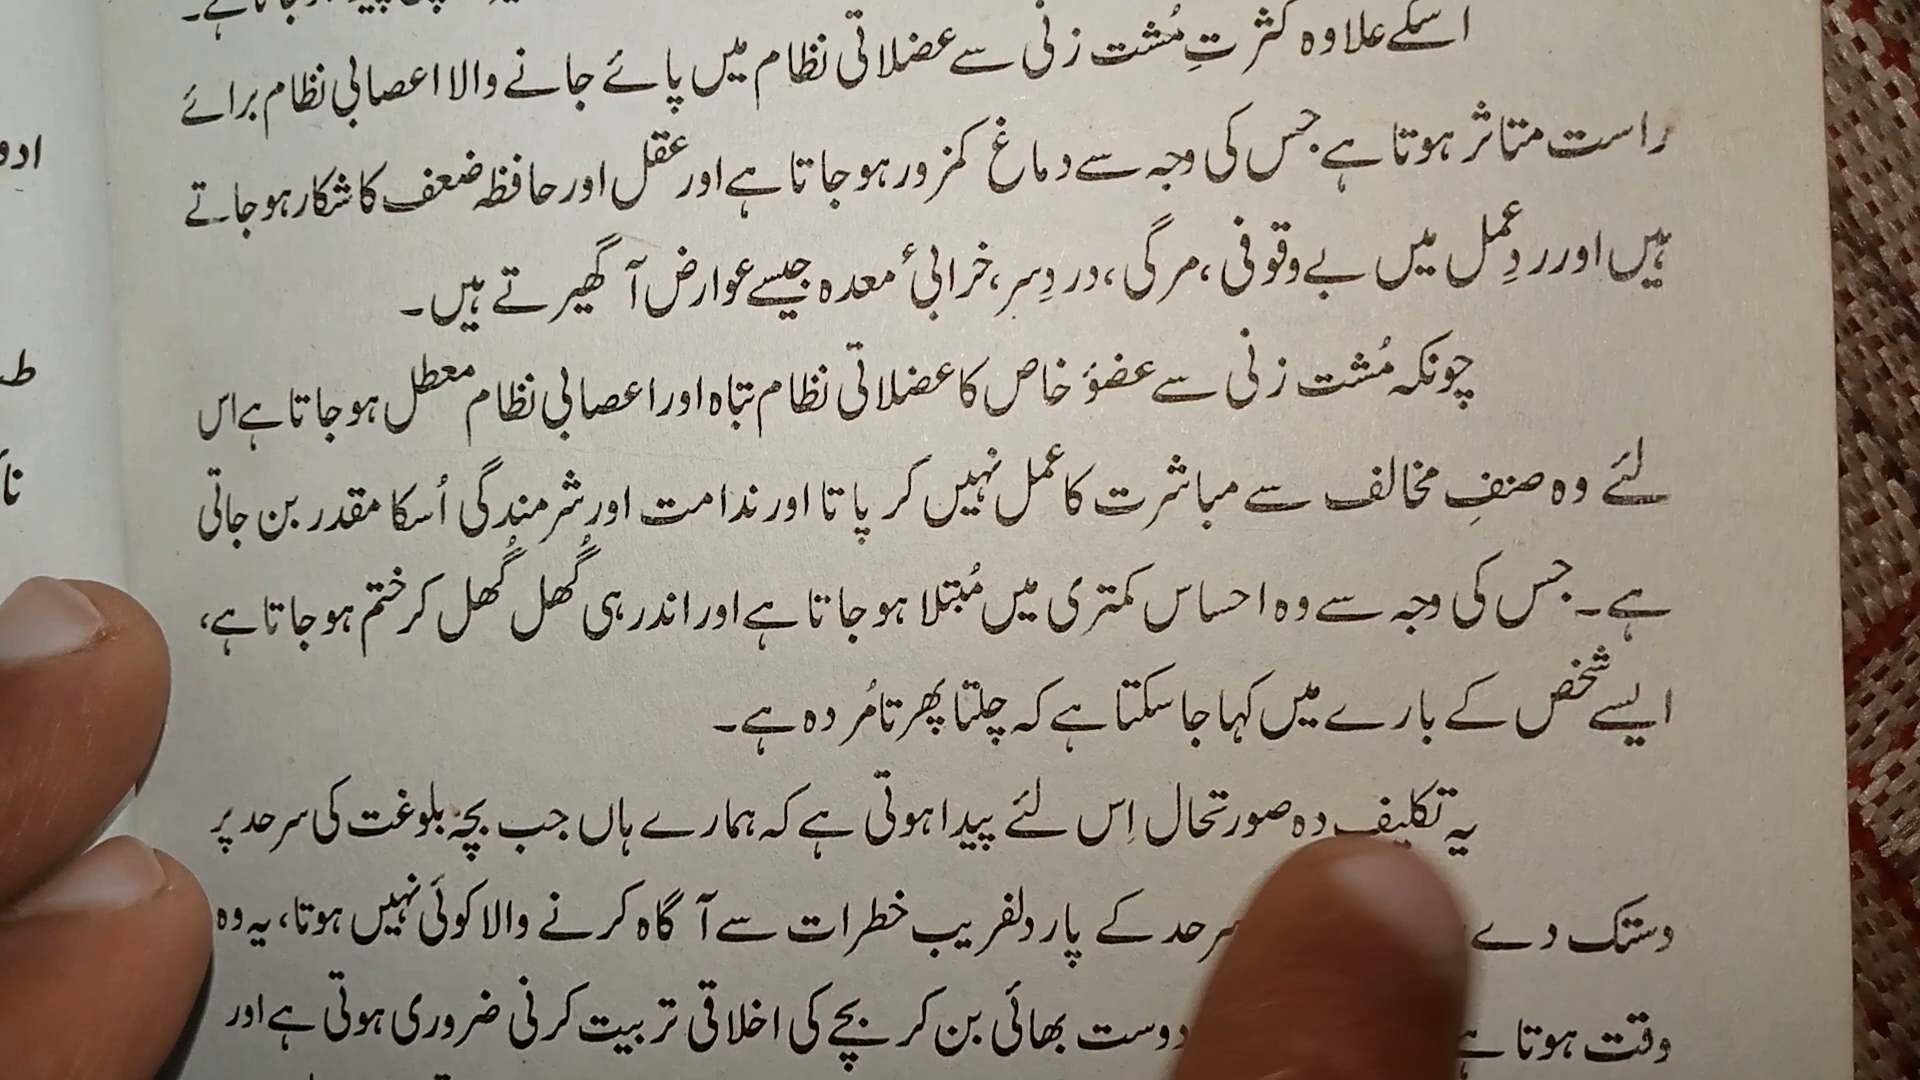 اسکے علاوہ کثرتِ مُشت زنی سے عضلاتی نظام میں پائے جانے والا اعصابی نظام برائے
راست متاثر ہوتا ہے جس کی وجہ سے دماغ کمزور ہو جاتا ہے اور عقل اور حافظہ ضعف کا شکار ہو جاتے
ہیں اور ردِ عمل میں بے وقوفی، مرگی، دردِ سر، خرابیٔ معدہ جیسے عوارض آ گھیرتے ہیں۔
چونکہ مُشت زنی سے عضؤِ خاص کا عضلاتی نظام تباہ اور اعصابی نظام معطل ہو جاتا ہے اس
لئے وہ صنفِ مخالف سے مباشرت کا عمل نہیں کر پاتا اور ندامت اور شرمندگی اُسکا مقدر بن جاتی
ہے۔ جس کی وجہ سے وہ احساس کمتری میں مُبتلا ہو جاتا ہے اور اندر ہی گُھل گُھل کر ختم ہو جاتا ہے،
ایسے شخص کے بارے میں کہا جا سکتا ہے کہ چلتا پھرتا مُردہ ہے۔
یہ تکلیف دہ صورتحال اِس لئے پیدا ہوتی ہے کہ ہمارے ہاں جب بچہ بلوغت کی سرحد پر
دستک دے سرحد کے پار دلفریب خطرات سے آگاہ کرنے والا کوئی نہیں ہوتا، یہ وہ
وقت ہوتا ہے دوست بھائی بن کر بچے کی اخلاقی تربیت کرنی ضروری ہوتی ہے اور
ادو
ط